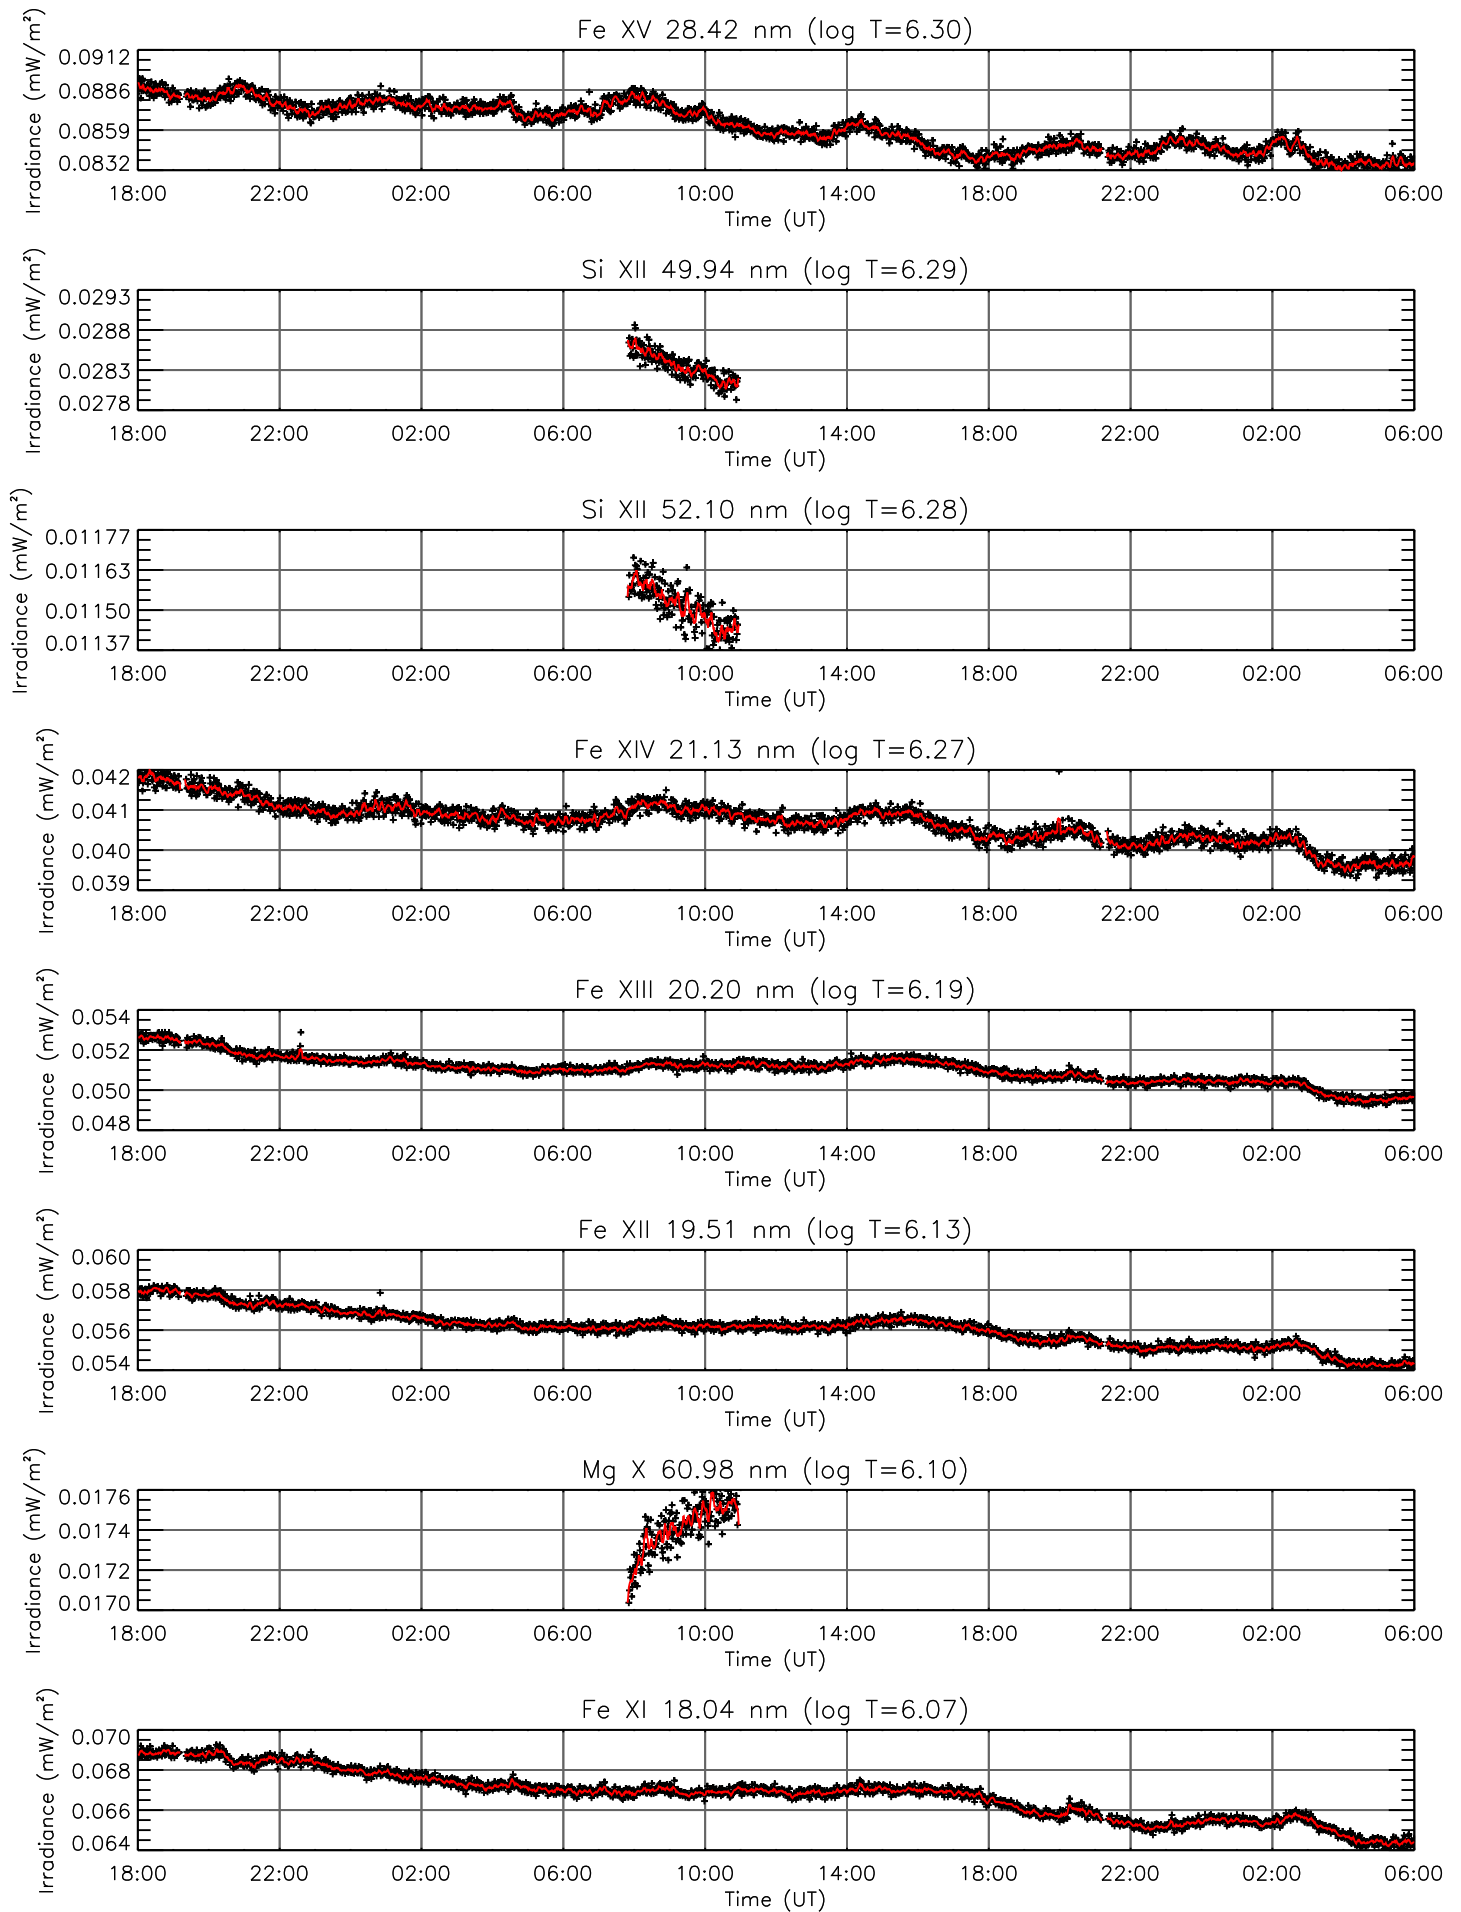 Fe XV 28.42 nm (log T=6.30)
Irradiance (mW/m²)
0.0912
0.0886
0.0859
0.0832
18:00 22:00 02:00 06:00 10:00 14:00 18:00 22:00 02:00 06:00
Time (UT)
Si XII 49.94 nm (log T=6.29)
Irradiance (mW/m²)
0.0293
0.0288
0.0283
0.0278
18:00 22:00 02:00 06:00 10:00 14:00 18:00 22:00 02:00 06:00
Time (UT)
Si XII 52.10 nm (log T=6.28)
Irradiance (mW/m²)
0.01177
0.01163
0.01150
0.01137
18:00 22:00 02:00 06:00 10:00 14:00 18:00 22:00 02:00 06:00
Time (UT)
Fe XIV 21.13 nm (log T=6.27)
Irradiance (mW/m²)
0.042
0.041
0.040
0.039
18:00 22:00 02:00 06:00 10:00 14:00 18:00 22:00 02:00 06:00
Time (UT)
Fe XIII 20.20 nm (log T=6.19)
Irradiance (mW/m²)
0.054
0.052
0.050
0.048
18:00 22:00 02:00 06:00 10:00 14:00 18:00 22:00 02:00 06:00
Time (UT)
Fe XII 19.51 nm (log T=6.13)
Irradiance (mW/m²)
0.060
0.058
0.056
0.054
18:00 22:00 02:00 06:00 10:00 14:00 18:00 22:00 02:00 06:00
Time (UT)
Mg X 60.98 nm (log T=6.10)
Irradiance (mW/m²)
0.0176
0.0174
0.0172
0.0170
18:00 22:00 02:00 06:00 10:00 14:00 18:00 22:00 02:00 06:00
Time (UT)
Fe XI 18.04 nm (log T=6.07)
Irradiance (mW/m²)
0.070
0.068
0.066
0.064
18:00 22:00 02:00 06:00 10:00 14:00 18:00 22:00 02:00 06:00
Time (UT)